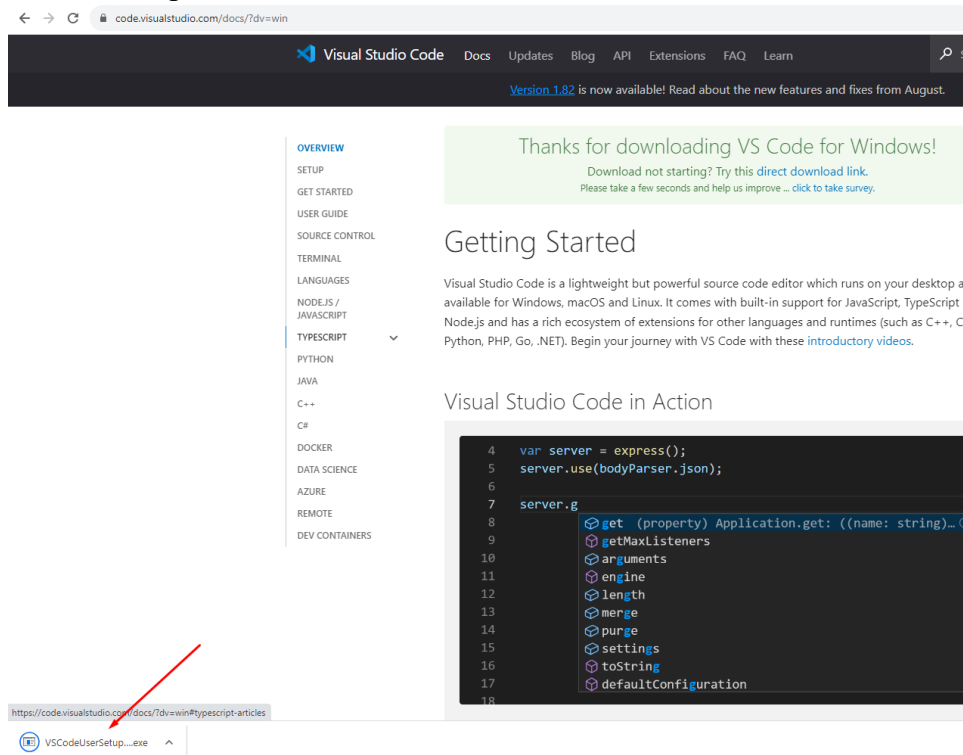 code.visualstudio.com/docs/?dv=win
Visual Studio Code Docs Updates Blog API Extensions FAQ Learn
Version 1.82 is now available! Read about the new features and fixes from August.
OVERVIEW
SETUP
GET STARTED
USER GUIDE
SOURCE CONTROL
TERMINAL
LANGUAGES
NODE.JS /
JAVASCRIPT
TYPESCRIPT
PYTHON
JAVA
C++
C#
DOCKER
DATA SCIENCE
AZURE
REMOTE
DEV CONTAINERS
Thanks for downloading VS Code for Windows!
Download not starting? Try this direct download link.
Please take a few seconds and help us improve ... click to take survey.
Getting Started
Visual Studio Code is a lightweight but powerful source code editor which runs on your desktop a
available for Windows, macOS and Linux. It comes with built-in support for JavaScript, TypeScript
Node.js and has a rich ecosystem of extensions for other languages and runtimes (such as C++, C
Python, PHP, Go, .NET). Begin your journey with VS Code with these introductory videos.
Visual Studio Code in Action
4 var server = express();
5 server.use(bodyParser.json);
6
7 server.g
8 get (property) Application.get: ((name: string)…
9 getMaxListeners
10 arguments
11 engine
12 length
13 merge
14 purge
15 settings
16 toString
17 defaultConfiguration
18
https://code.visualstudio.com/docs/?dv=win#typescript-articles
VSCodeUserSetup....exe